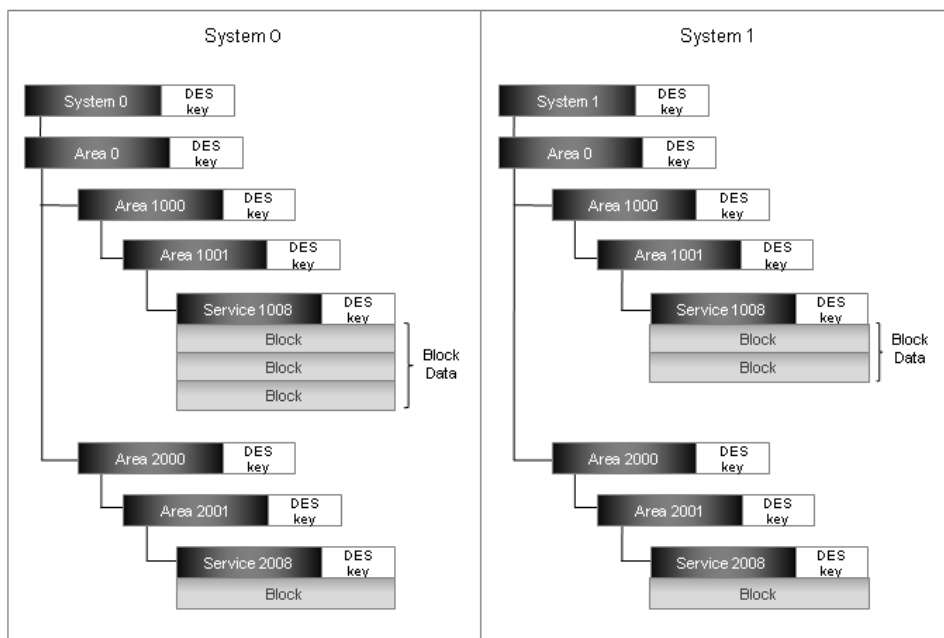 System 0
System 0
DES
key
Area 0
DES
key
Area 1000
DES
key
Area 1001
DES
key
Service 1008
DES
key
Block
Block
Block
Block
Data
Area 2000
DES
key
Area 2001
DES
key
Service 2008
DES
key
Block
System 1
System 1
DES
key
Area 0
DES
key
Area 1000
DES
key
Area 1001
DES
key
Service 1008
DES
key
Block
Block
Block
Data
Area 2000
DES
key
Area 2001
DES
key
Service 2008
DES
key
Block